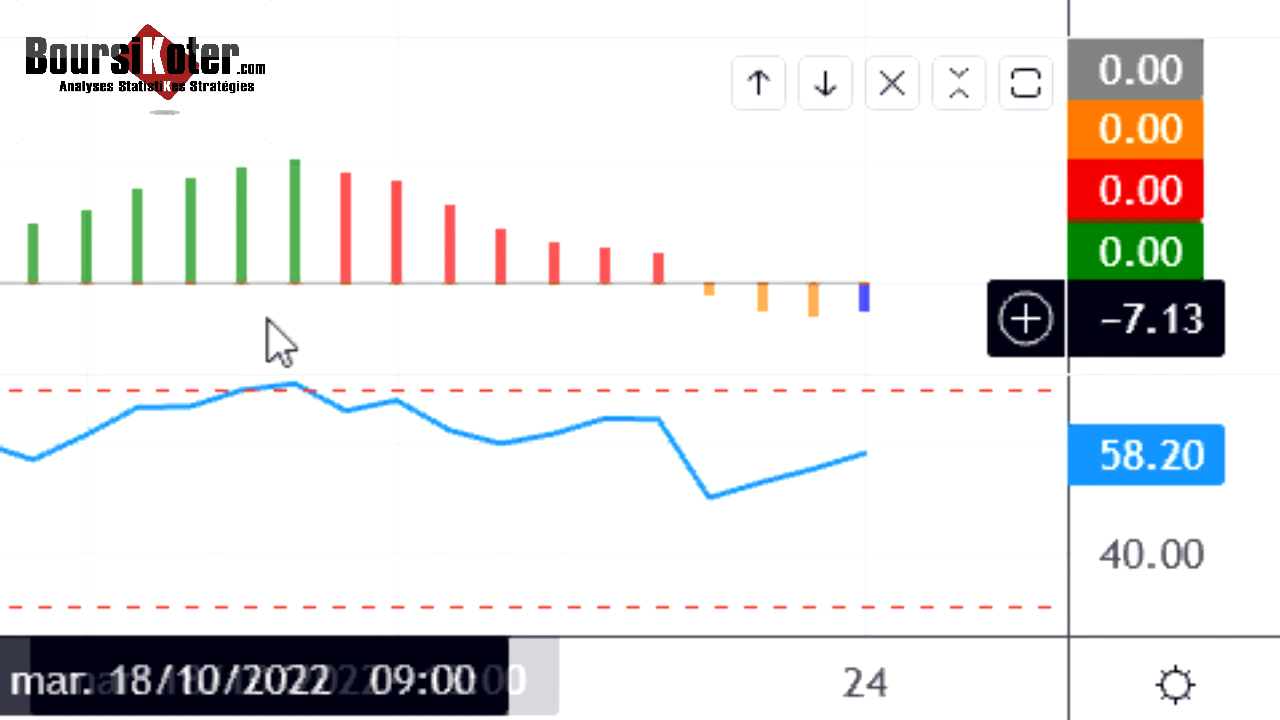 BoursiKoter.com
Analyses StatistiKes Stratégies
0.00
0.00
0.00
0.00
−7.13
58.20
40.00
mar. 18/10/2022 09:00
24